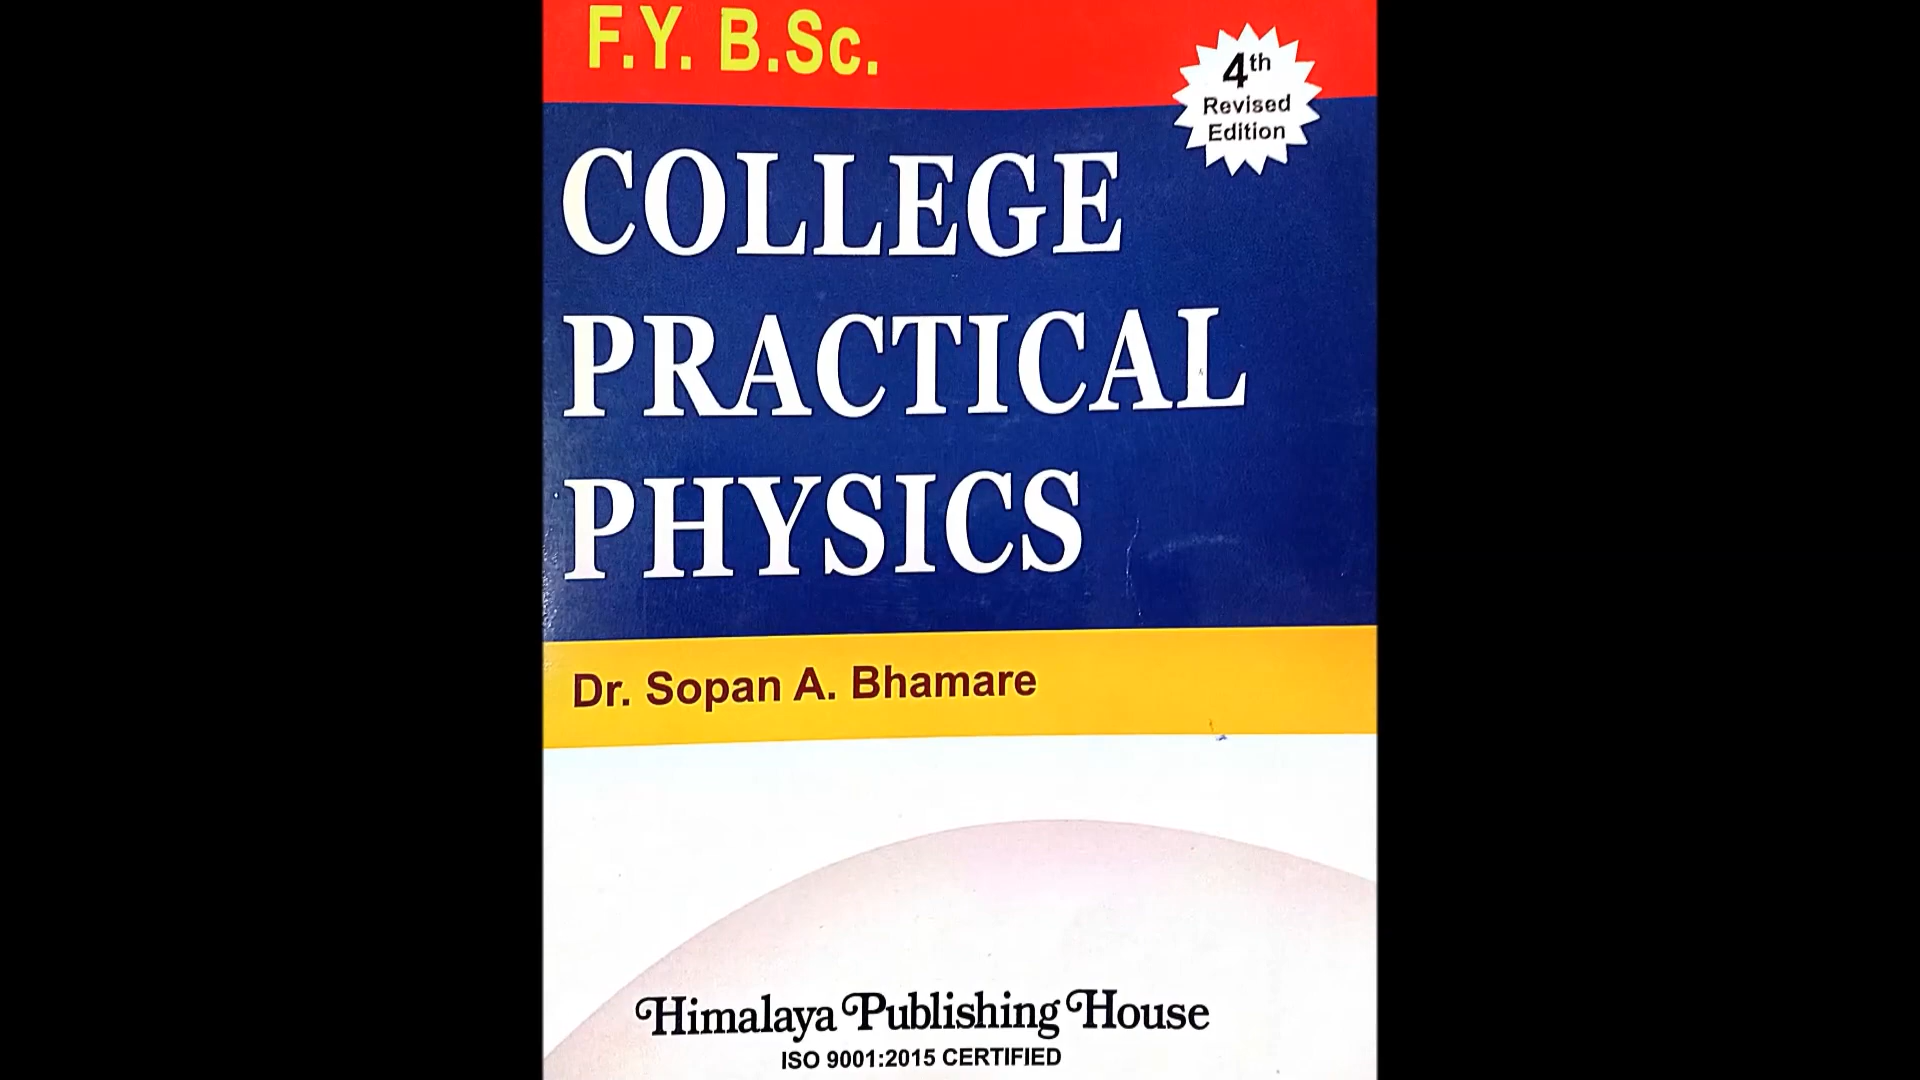 F.Y. B.Sc.
4th
Revised
Edition
COLLEGE
PRACTICAL
PHYSICS
Dr. Sopan A. Bhamare
Himalaya Publishing House
ISO 9001:2015 CERTIFIED